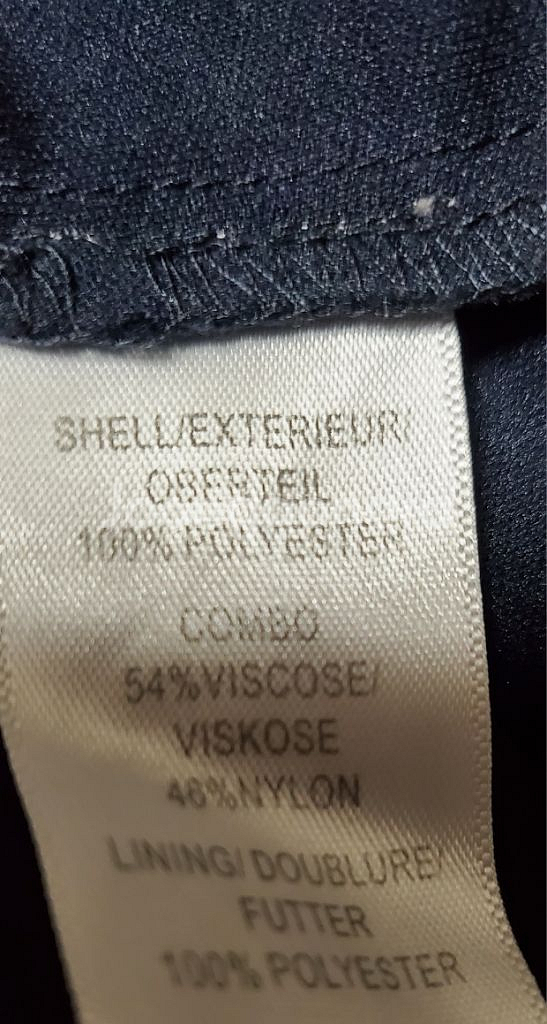 SHELL/EXTERIEUR/
OBERTEIL
100% POLYESTER
COMBO
54%VISCOSE/
VISKOSE
46%NYLON
LINING/ DOUBLURE/
FUTTER
100% POLYESTER